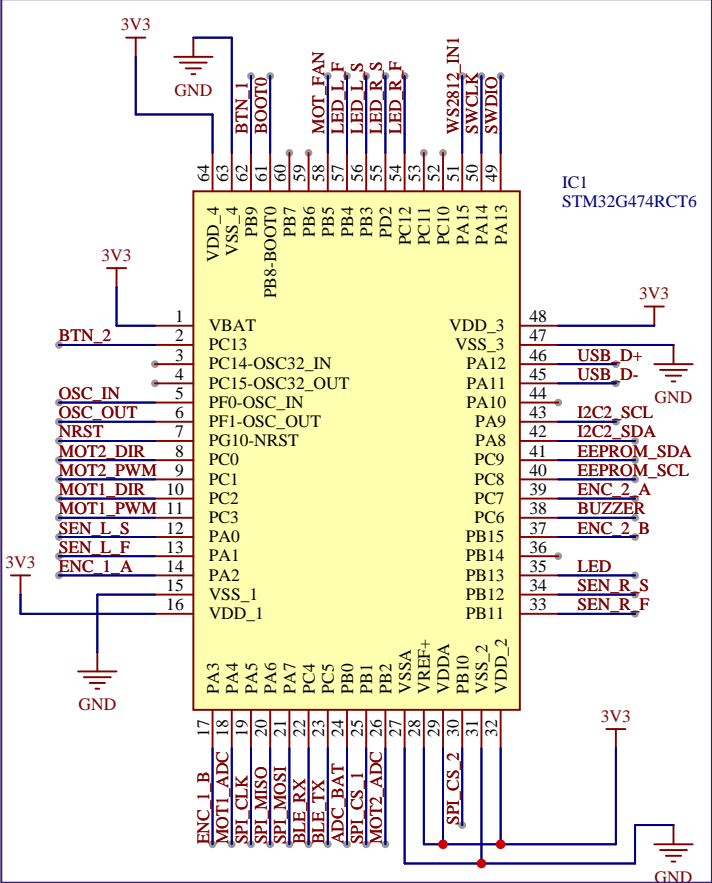 3V3
GND
BTN_1
BOOT0
MOT_FAN
LED_L_F
LED_L_S
LED_R_S
LED_R_F
WS2812_IN1
SWCLK
SWDIO
64
63
62
61
60
59
58
57
56
55
54
53
52
51
50
49
IC1
STM32G474RCT6
VDD_4
VSS_4
PB9
PB8-BOOT0
PB7
PB6
PB5
PB4
PB3
PD2
PC12
PC11
PC10
PA15
PA14
PA13
3V3
1 VBAT
BTN_2 2 PC13
3 PC14-OSC32_IN
4 PC15-OSC32_OUT
OSC_IN 5 PF0-OSC_IN
OSC_OUT 6 PF1-OSC_OUT
NRST 7 PG10-NRST
MOT2_DIR 8 PC0
MOT2_PWM 9 PC1
MOT1_DIR 10 PC2
MOT1_PWM 11 PC3
SEN_L_S 12 PA0
SEN_L_F 13 PA1
3V3
ENC_1_A 14 PA2
15 VSS_1
16 VDD_1
GND
3V3
VDD_3 48
VSS_3 47
PA12 46 USB_D+
PA11 45 USB_D-
GND
PA10 44
PA9 43 I2C2_SCL
PA8 42 I2C2_SDA
PC9 41 EEPROM_SDA
PC8 40 EEPROM_SCL
PC7 39 ENC_2_A
PC6 38 BUZZER
PB15 37 ENC_2_B
PB14 36
PB13 35 LED
PB12 34 SEN_R_S
PB11 33 SEN_R_F
PA3
PA4
PA5
PA6
PA7
PC4
PC5
PB0
PB1
PB2
VSSA
VREF+
VDDA
PB10
VSS_2
VDD_2
17
18
19
20
21
22
23
24
25
26
27
28
29
30
31
32
ENC_1_B
MOT1_ADC
SPI_CLK
SPI_MISO
SPI_MOSI
BLE_RX
BLE_TX
ADC_BAT
SPI_CS_1
MOT2_ADC
SPI_CS_2
3V3
GND